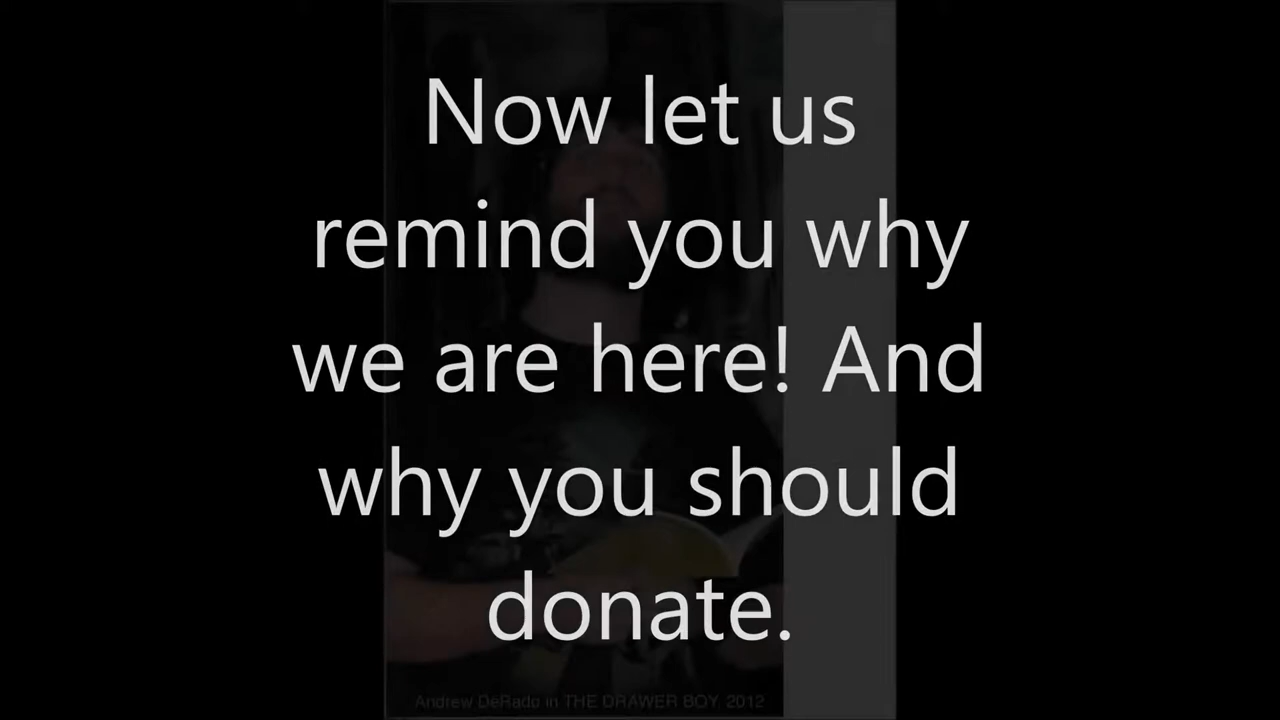 Now let us
remind you why
we are here! And
why you should
donate.
Andrew DeRado in THE DRAWER BOY, 2012